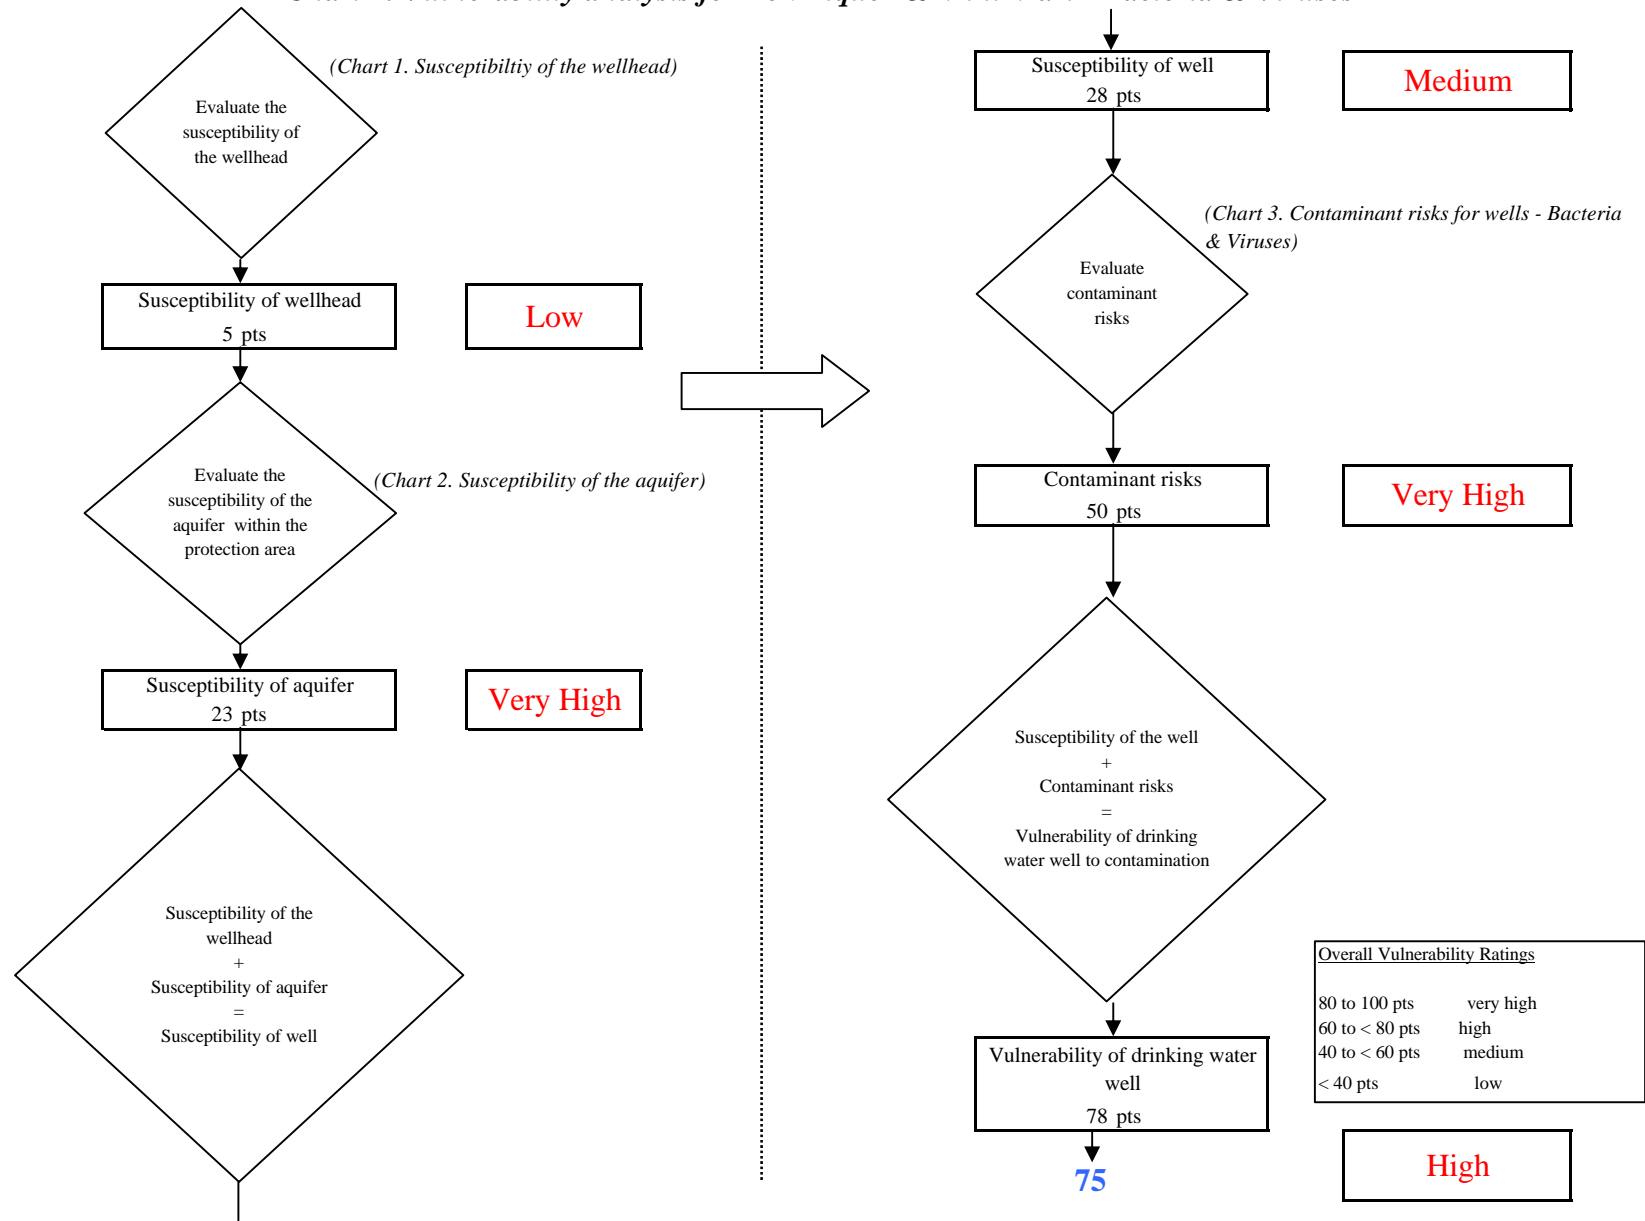 (Chart 1. Susceptibiltiy of the wellhead)
Evaluate the
susceptibility of
the wellhead
Susceptibility of wellhead
5 pts
Low
Evaluate the
susceptibility of the
aquifer within the
protection area
(Chart 2. Susceptibility of the aquifer)
Susceptibility of aquifer
23 pts
Very High
Susceptibility of the
wellhead
+
Susceptibility of aquifer
=
Susceptibility of well
Susceptibility of well
28 pts
Medium
(Chart 3. Contaminant risks for wells - Bacteria
& Viruses)
Evaluate
contaminant
risks
Contaminant risks
50 pts
Very High
Susceptibility of the well
+
Contaminant risks
=
Vulnerability of drinking
water well to contamination
Overall Vulnerability Ratings
80 to 100 pts very high
60 to < 80 pts high
40 to < 60 pts medium
< 40 pts low
Vulnerability of drinking water
well
78 pts
75
High